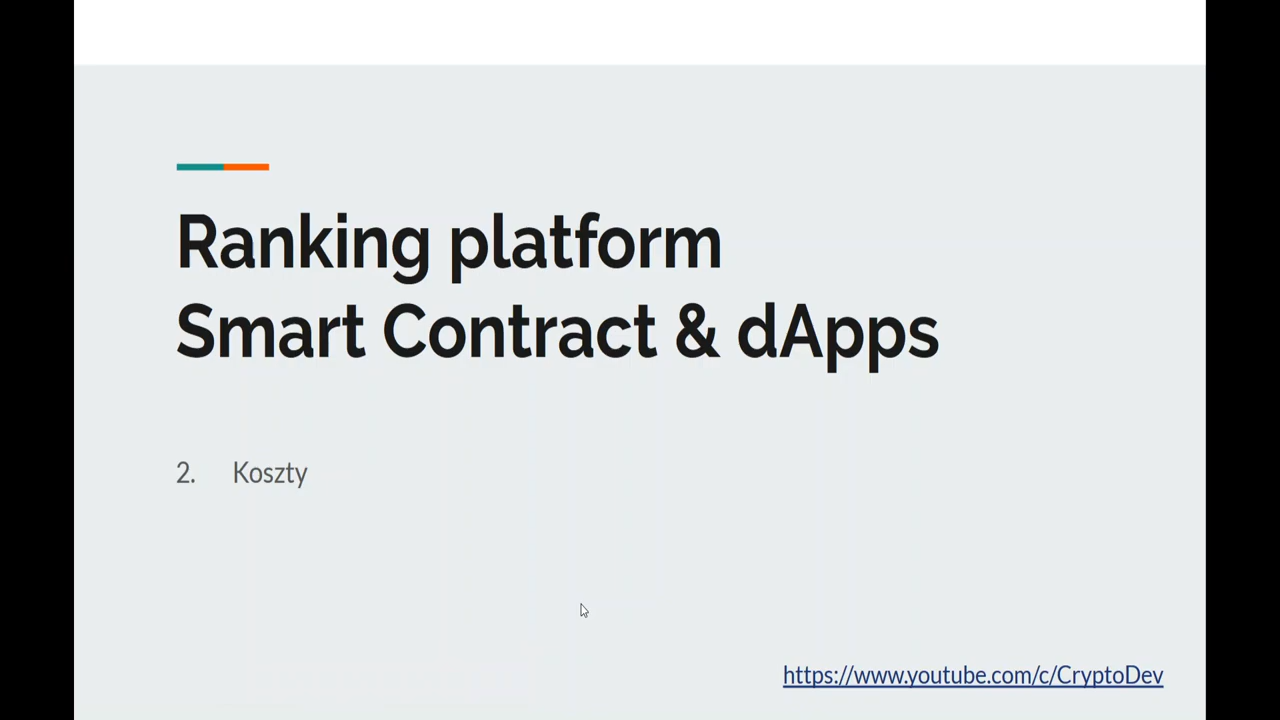 Ranking platform
Smart Contract & dApps
2. Koszty
https://www.youtube.com/c/CryptoDev